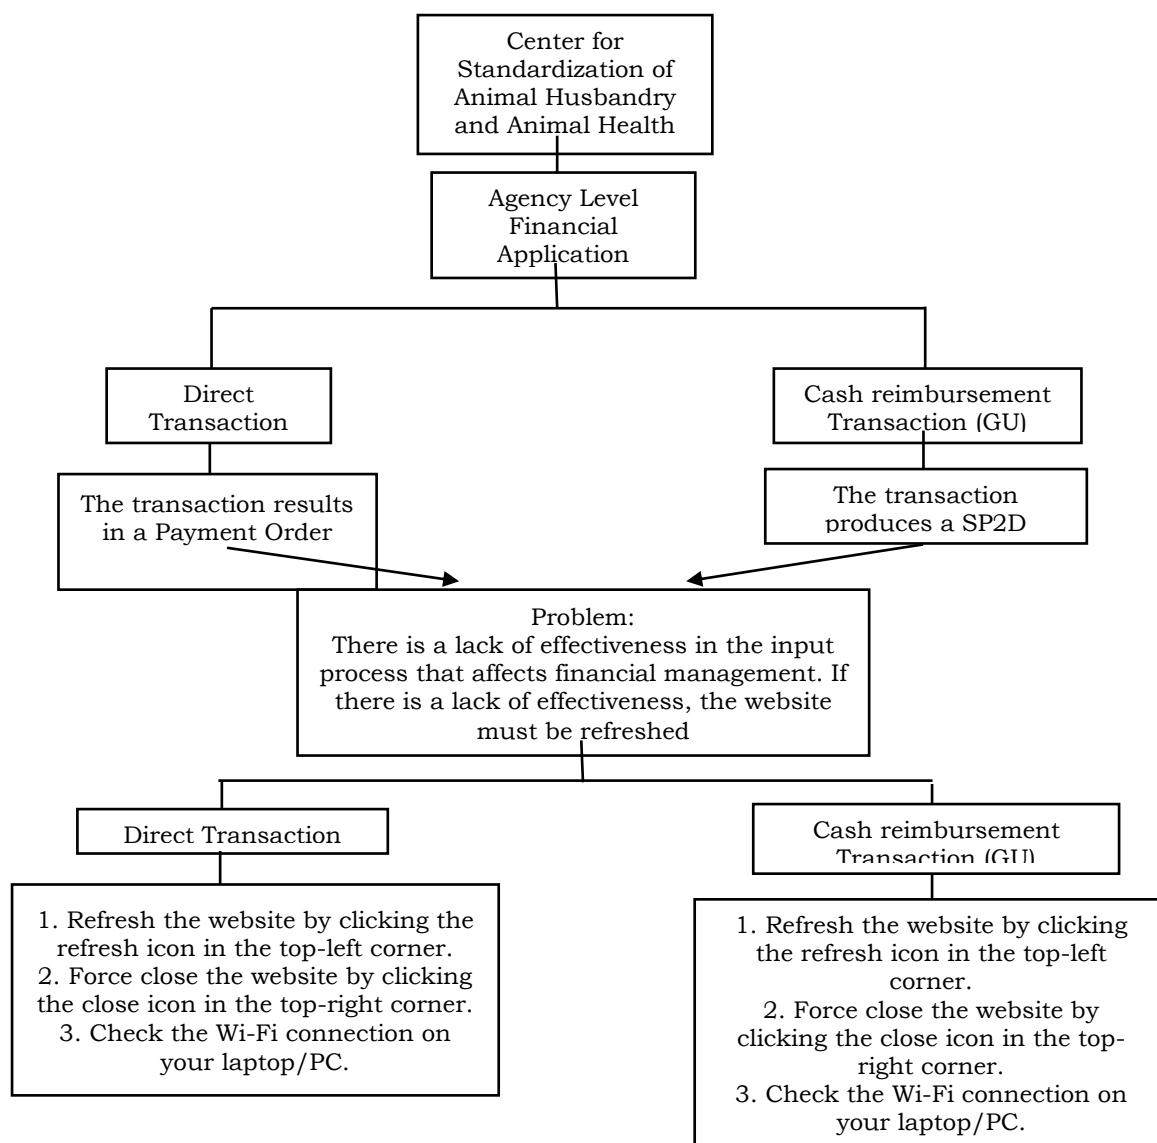 Center for
Standardization of
Animal Husbandry
and Animal Health
Agency Level
Financial
Application
Direct
Transaction
Cash reimbursement
Transaction (GU)
The transaction results
in a Payment Order
The transaction
produces a SP2D
Problem:
There is a lack of effectiveness in the input
process that affects financial management. If
there is a lack of effectiveness, the website
must be refreshed
Direct Transaction
Cash reimbursement
Transaction (GU)
1. Refresh the website by clicking the
refresh icon in the top-left corner.
2. Force close the website by clicking
the close icon in the top-right corner.
3. Check the Wi-Fi connection on
your laptop/PC.
1. Refresh the website by clicking
the refresh icon in the top-left
corner.
2. Force close the website by
clicking the close icon in the top-
right corner.
3. Check the Wi-Fi connection on
your laptop/PC.